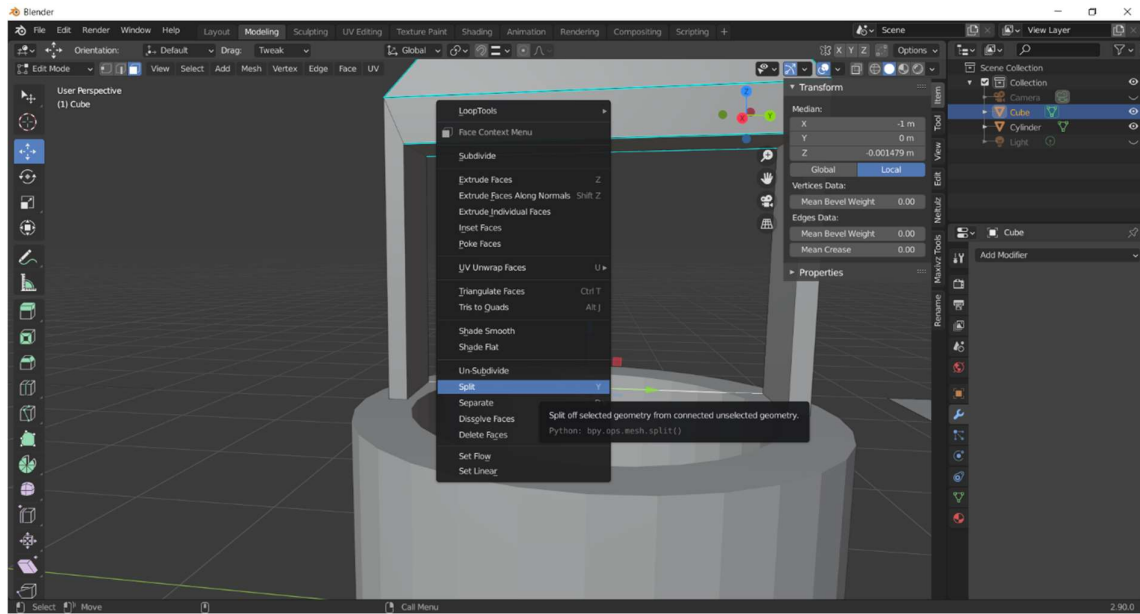 Blender
File Edit Render Window Help Layout Modeling Sculpting UV Editing Texture Paint Shading Animation Rendering Compositing Scripting + Scene View Layer
Orientation: Default Drag: Tweak Global X Y Z Options
Edit Mode View Select Add Mesh Vertex Edge Face UV
User Perspective
(1) Cube
LoopTools
Face Context Menu
Subdivide
Extrude Faces Z
Extrude Faces Along Normals Shift Z
Extrude Individual Faces
Inset Faces
Poke Faces
UV Unwrap Faces U
Triangulate Faces Ctrl T
Tris to Quads Alt J
Shade Smooth
Shade Flat
Un-Subdivide
Split Y
Separate
Dissolve Faces
Delete Faces
Set Flow
Set Linear
Split off selected geometry from connected unselected geometry.
Python: bpy.ops.mesh.split()
Z
Y
X
Transform
Median:
X -1 m
Y 0 m
Z -0.001479 m
Global Local
Vertices Data:
Mean Bevel Weight 0.00
Edges Data:
Mean Bevel Weight 0.00
Mean Crease 0.00
Properties
Item
Tool
View
Edit
Neltulz
Maxivz Tools
Rename
Scene Collection
Collection
Camera
Cube
Cylinder
Light
Cube
Add Modifier
Select Move Call Menu 2.90.0